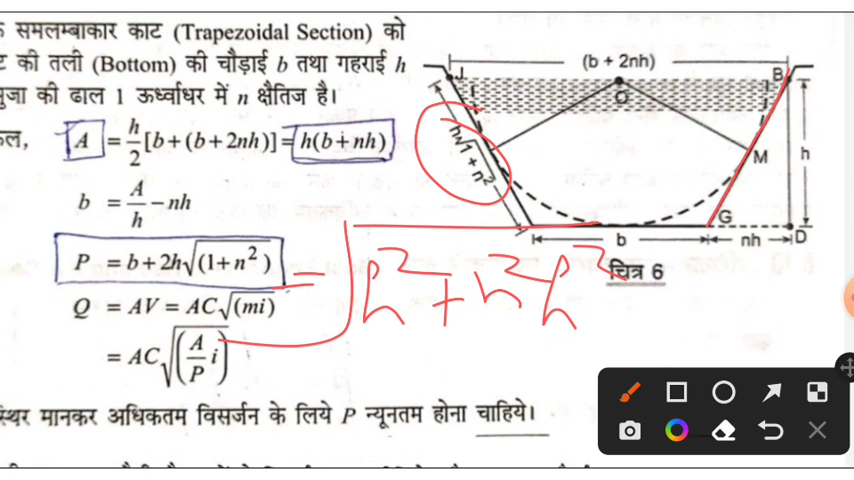 समलम्बाकार काट (Trapezoidal Section) को
की तली (Bottom) की चौड़ाई b तथा गहराई h
की ढाल 1 ऊर्ध्वाधर में n क्षैतिज है।
A = h/2 [b + (b + 2nh)] = h(b + nh)
b = A/h − nh
P = b + 2h√(1 + n²)
Q = AV = AC√(mi)
= AC√(A/P i)
मानकर अधिकतम विसर्जन के लिये P न्यूनतम होना चाहिये।
(b + 2nh)
J
O
B
h√1 + n²
M
h
G
D
b
nh
चित्र 6
√h² + n²h²